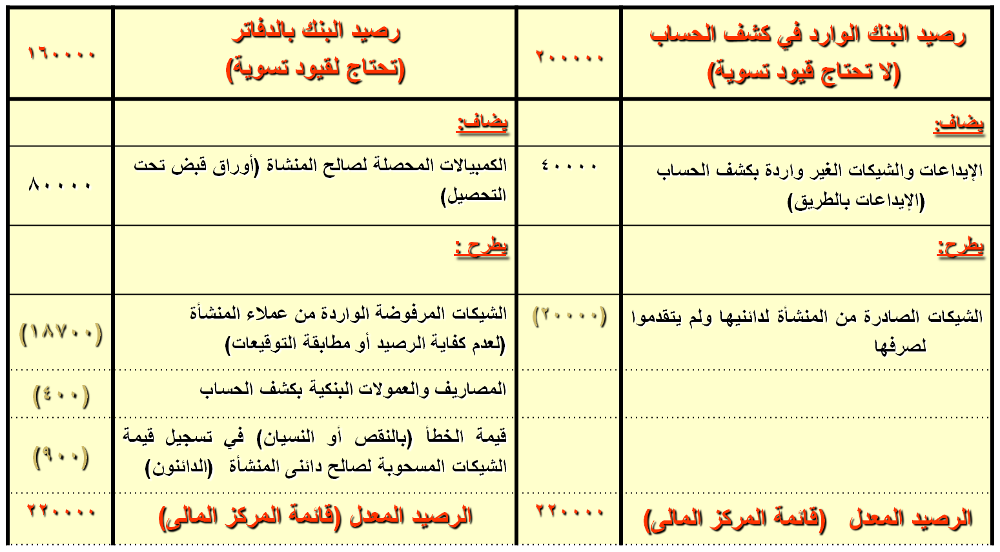 رصيد البنك الوارد في كشف الحساب
(لا تحتاج قيود تسوية)
٢٠٠٠٠٠
رصيد البنك بالدفاتر
(تحتاج لقيود تسوية)
١٦٠٠٠٠
يضاف:
يضاف:
الإيداعات والشيكات الغير واردة بكشف الحساب
(الإيداعات بالطريق)
٤٠٠٠٠
الكمبيالات المحصلة لصالح المنشاة (أوراق قبض تحت
التحصيل)
٨٠٠٠٠
يطرح:
يطرح :
الشيكات الصادرة من المنشأة لدائنيها ولم يتقدموا
لصرفها
(٢٠٠٠٠)
الشيكات المرفوضة الواردة من عملاء المنشأة
(لعدم كفاية الرصيد أو مطابقة التوقيعات)
(١٨٧٠٠)
المصاريف والعمولات البنكية بكشف الحساب
(٤٠٠)
قيمة الخطأ (بالنقص أو النسيان) في تسجيل قيمة
الشيكات المسحوبة لصالح دائنى المنشأة (الدائنون)
(٩٠٠)
الرصيد المعدل (قائمة المركز المالى)
٢٢٠٠٠٠
الرصيد المعدل (قائمة المركز المالى)
٢٢٠٠٠٠